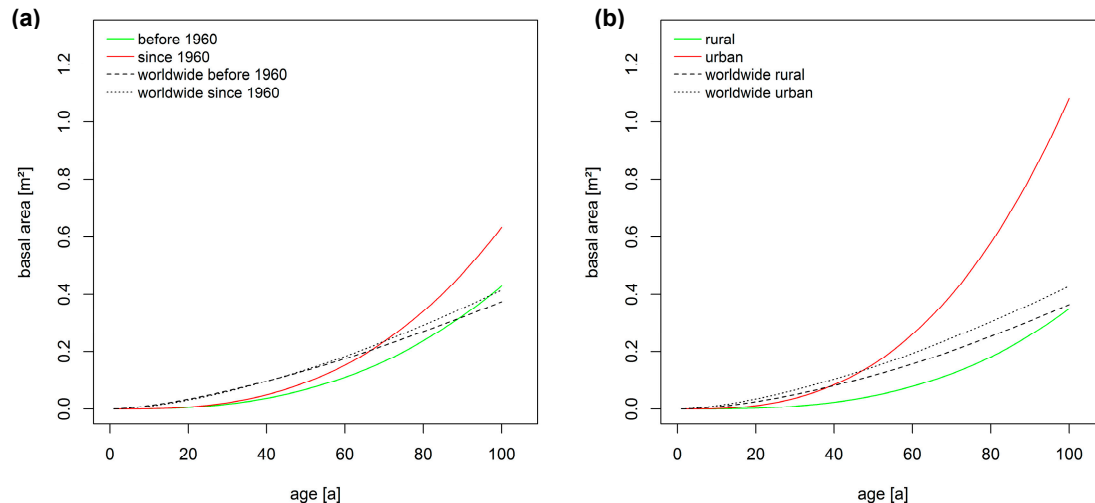 (a)
before 1960
since 1960
worldwide before 1960
worldwide since 1960
basal area [m²]
1.2
1.0
0.8
0.6
0.4
0.2
0.0
0 20 40 60 80 100
age [a]
(b)
rural
urban
worldwide rural
worldwide urban
basal area [m²]
1.2
1.0
0.8
0.6
0.4
0.2
0.0
0 20 40 60 80 100
age [a]